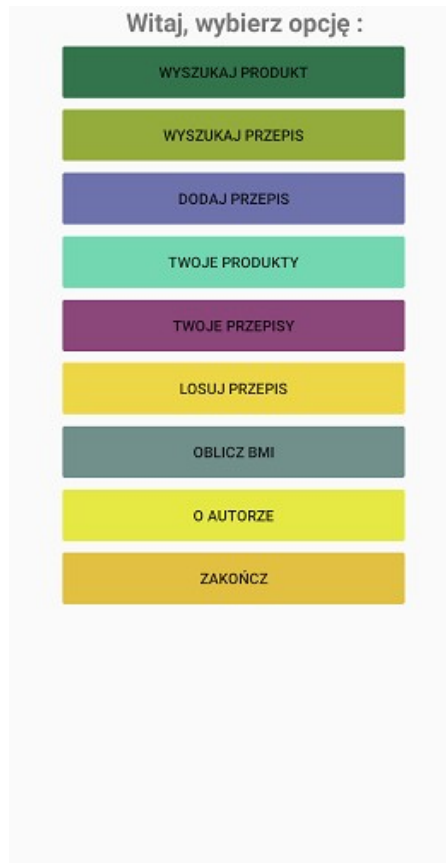 Witaj, wybierz opcję :
WYSZUKAJ PRODUKT
WYSZUKAJ PRZEPIS
DODAJ PRZEPIS
TWOJE PRODUKTY
TWOJE PRZEPISY
LOSUJ PRZEPIS
OBLICZ BMI
O AUTORZE
ZAKOŃCZ